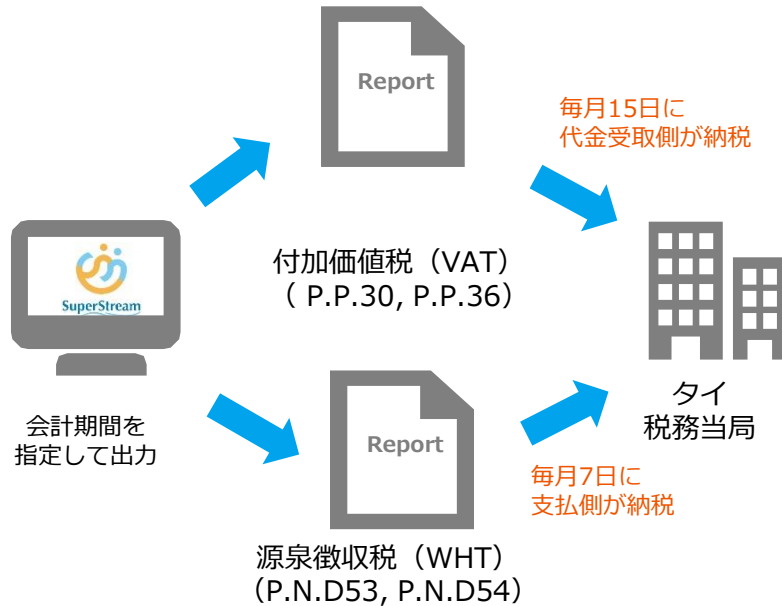 Report
毎月15日に
代金受取側が納税
付加価値税（VAT）
（ P.P.30, P.P.36）
SuperStream
会計期間を
指定して出力
タイ
税務当局
Report
毎月7日に
支払側が納税
源泉徴収税（WHT）
（P.N.D53, P.N.D54）